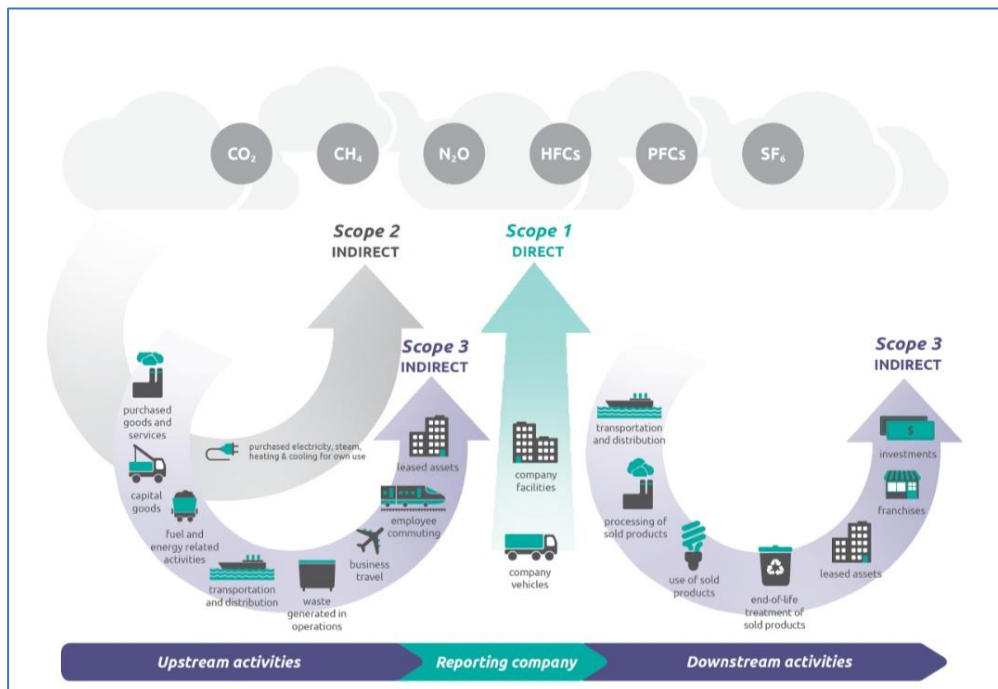 CO₂
CH₄
N₂O
HFCs
PFCs
SF₆
Scope 2
INDIRECT
Scope 1
DIRECT
Scope 3
INDIRECT
Scope 3
INDIRECT
purchased
goods and
services
capital
goods
fuel and
energy related
activities
transportation
and distribution
waste
generated in
operations
business
travel
employee
commuting
leased assets
purchased electricity, steam,
heating & cooling for own use
company
facilities
company
vehicles
transportation
and distribution
processing of
sold products
use of sold
products
end-of-life
treatment of
sold products
leased assets
franchises
$
investments
Upstream activities
Reporting company
Downstream activities